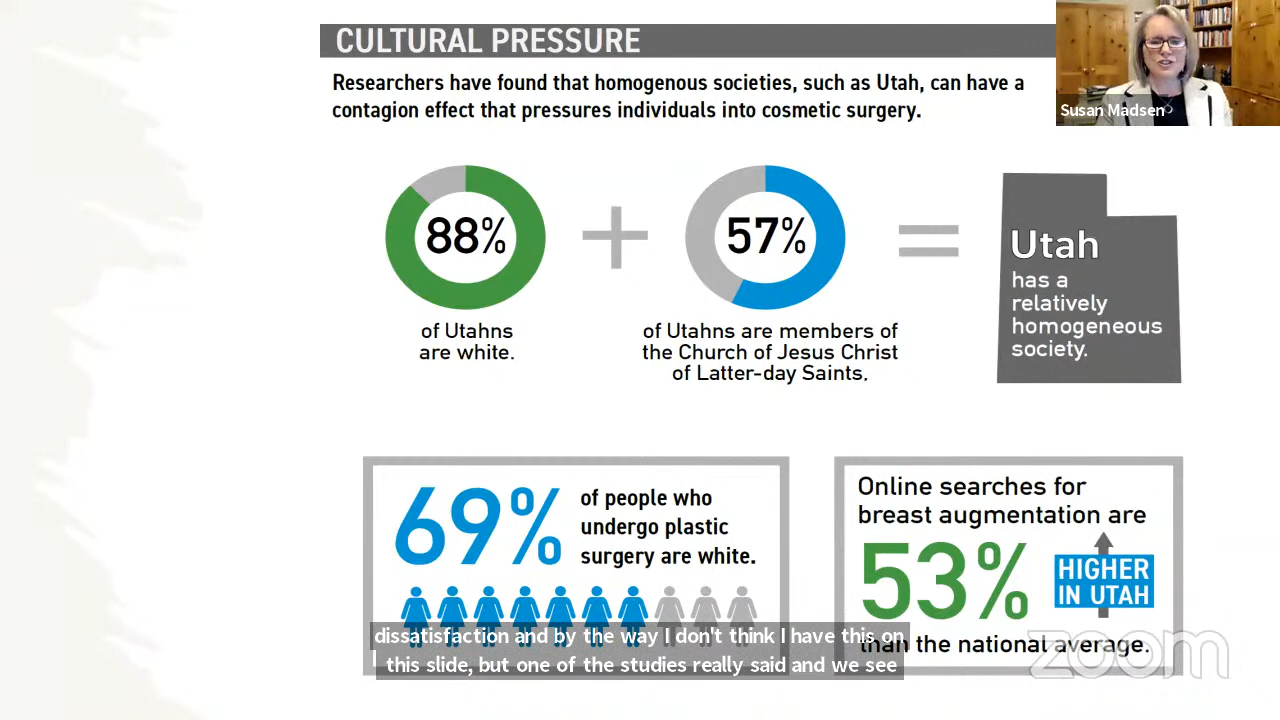 CULTURAL PRESSURE
Researchers have found that homogenous societies, such as Utah, can have a
contagion effect that pressures individuals into cosmetic surgery.
Susan Madsen
88%
of Utahns
are white.
+
57%
of Utahns are members of
the Church of Jesus Christ
of Latter-day Saints.
=
Utah
has a
relatively
homogeneous
society.
69%
of people who
undergo plastic
surgery are white.
Online searches for
breast augmentation are
53%
HIGHER
IN UTAH
than the national average.
dissatisfaction and by the way I don't think I have this on
this slide, but one of the studies really said and we see
zoom